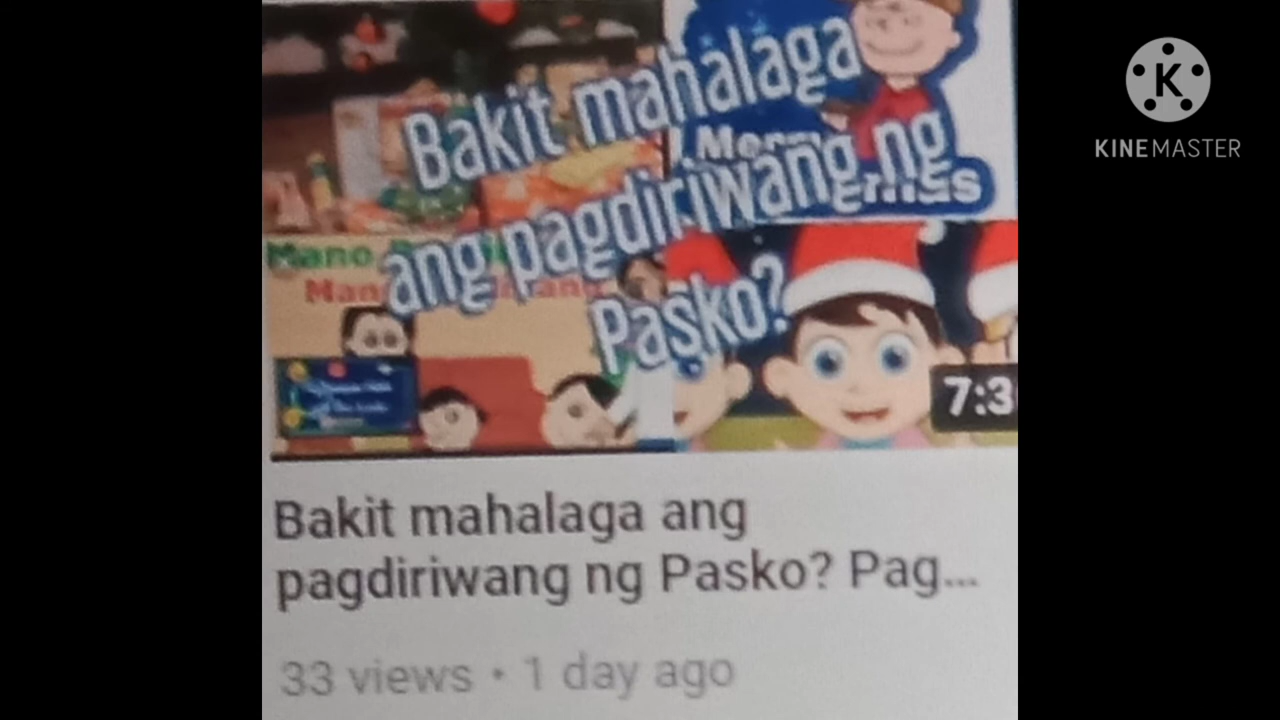 Bakit mahalaga
ang pagdiriwang ng
Pasko?
Mano
7:3
Bakit mahalaga ang
pagdiriwang ng Pasko? Pag...
33 views • 1 day ago
K
KINEMASTER